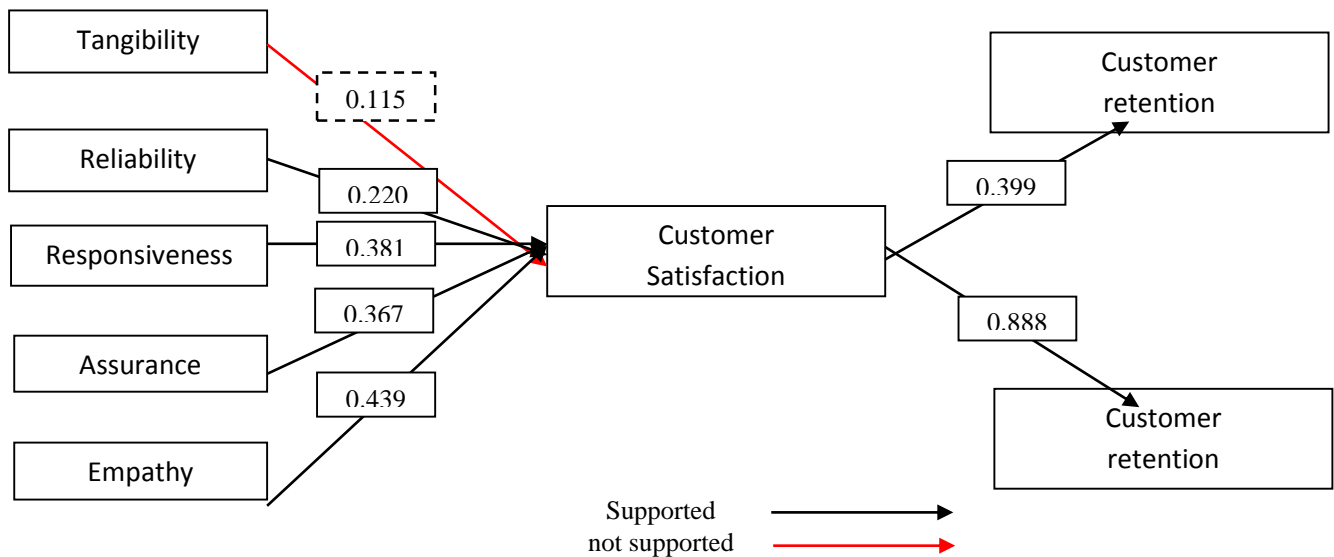 Tangibility
0.115
Reliability
0.220
Responsiveness
0.381
Assurance
0.367
Empathy
0.439
Customer
Satisfaction
0.399
0.888
Customer
retention
Customer
retention
Supported
not supported